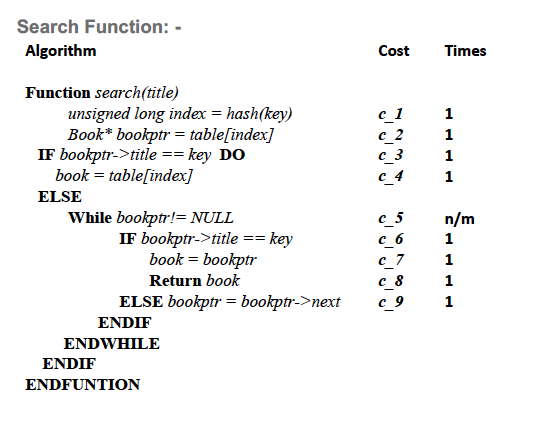 Search Function: -
Algorithm Cost Times
Function search(title)
unsigned long index = hash(key) c_1 1
Book* bookptr = table[index] c_2 1
IF bookptr->title == key DO c_3 1
book = table[index] c_4 1
ELSE
While bookptr!= NULL c_5 n/m
IF bookptr->title == key c_6 1
book = bookptr c_7 1
Return book c_8 1
ELSE bookptr = bookptr->next c_9 1
ENDIF
ENDWHILE
ENDIF
ENDFUNTION